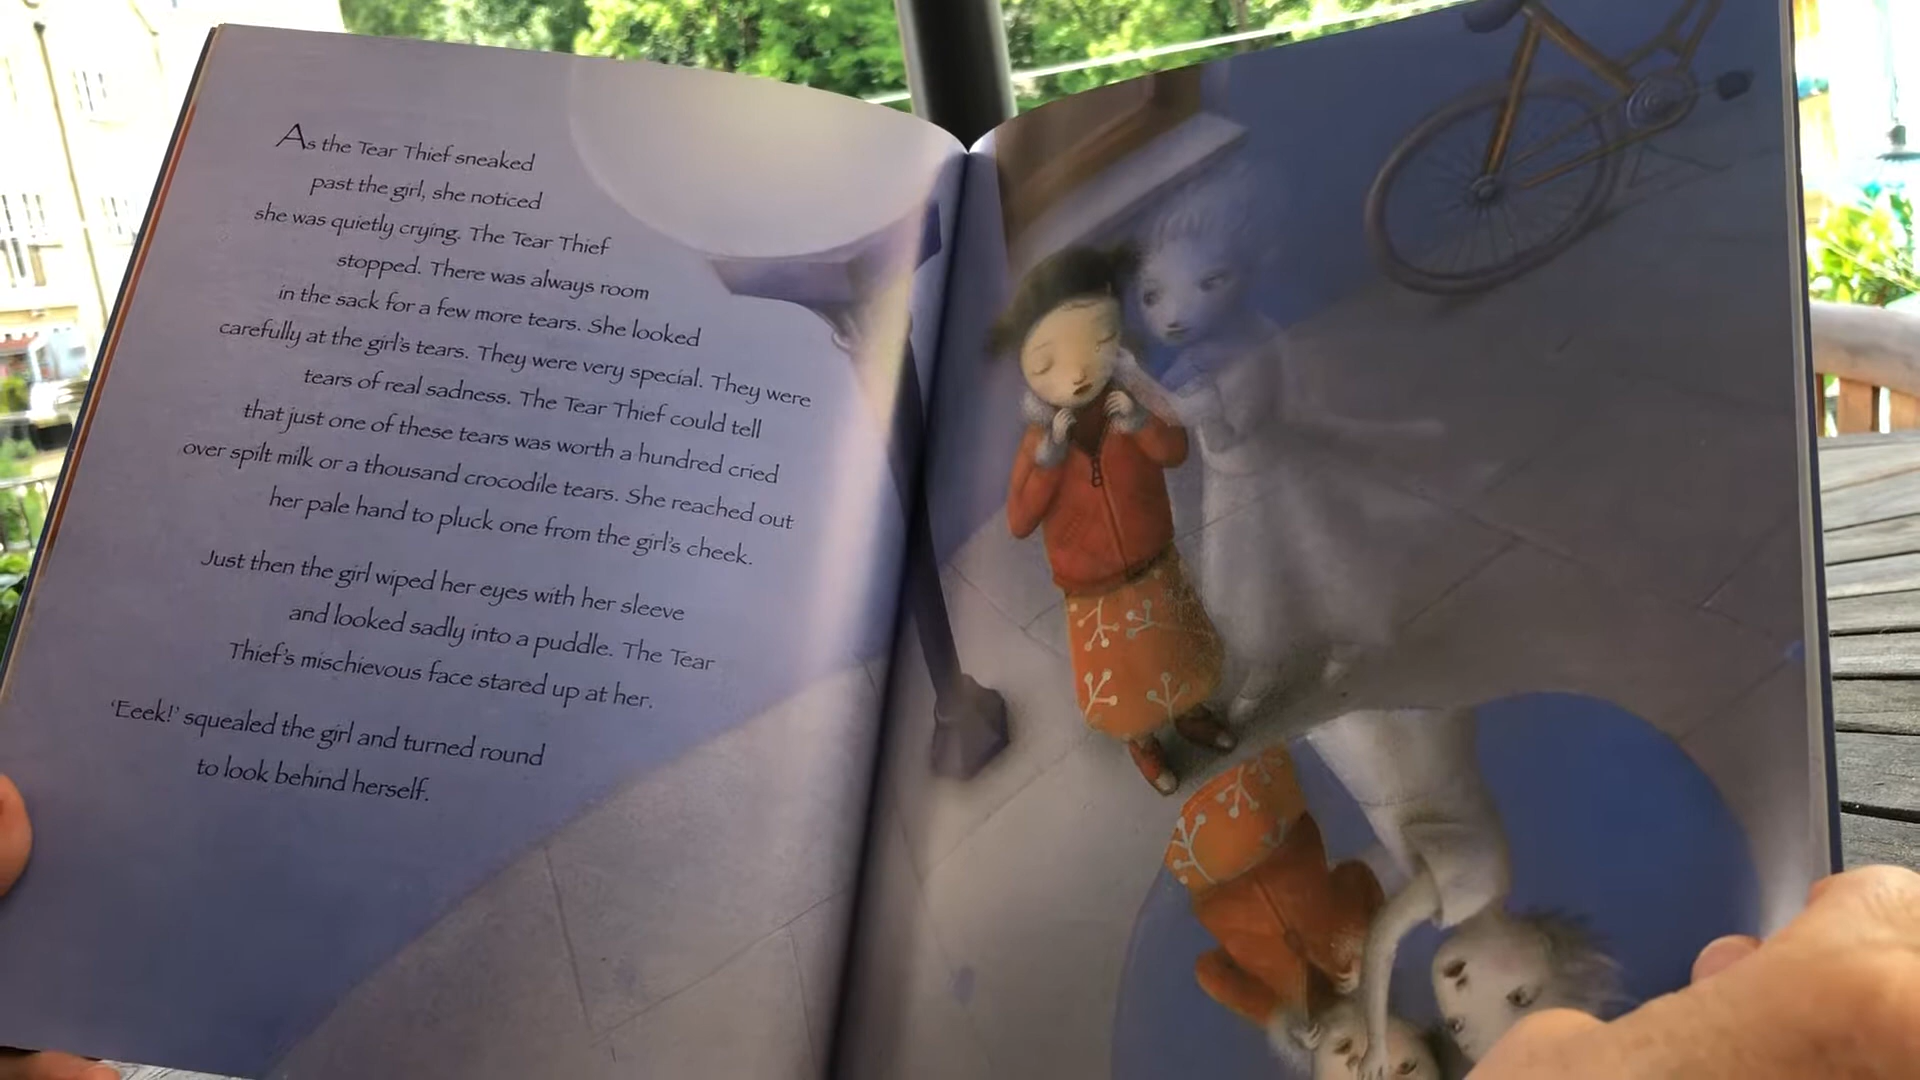 As the Tear Thief sneaked
past the girl, she noticed
she was quietly crying. The Tear Thief
stopped. There was always room
in the sack for a few more tears. She looked
carefully at the girl's tears. They were very special. They were
tears of real sadness. The Tear Thief could tell
that just one of these tears was worth a hundred cried
over spilt milk or a thousand crocodile tears. She reached out
her pale hand to pluck one from the girl's cheek.
Just then the girl wiped her eyes with her sleeve
and looked sadly into a puddle. The Tear
Thief's mischievous face stared up at her.
'Eeek!' squealed the girl and turned round
to look behind herself.